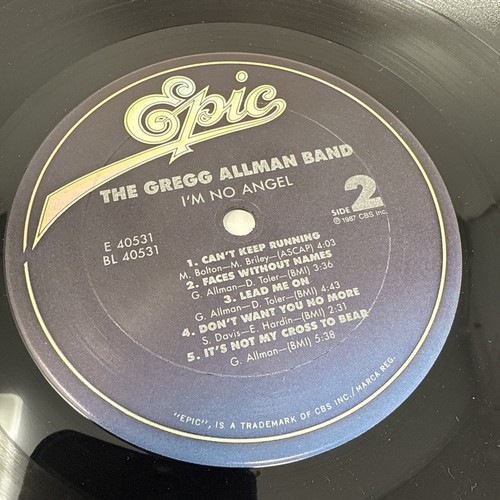 Epic
THE GREGG ALLMAN BAND
I'M NO ANGEL
E 40531
BL 40531
SIDE 2
℗ 1987 CBS Inc.
1. CAN'T KEEP RUNNING
M. Bolton—M. Briley—(ASCAP) 4:03
2. FACES WITHOUT NAMES
G. Allman—D. Toler—(BMI) 3:36
3. LEAD ME ON
G. Allman—D. Toler—(BMI) 4:43
4. DON'T WANT YOU NO MORE
S. Davis—E. Hardin—(BMI) 2:31
5. IT'S NOT MY CROSS TO BEAR
G. Allman—(BMI) 5:38
"EPIC", IS A TRADEMARK OF CBS INC./MARCA REG.